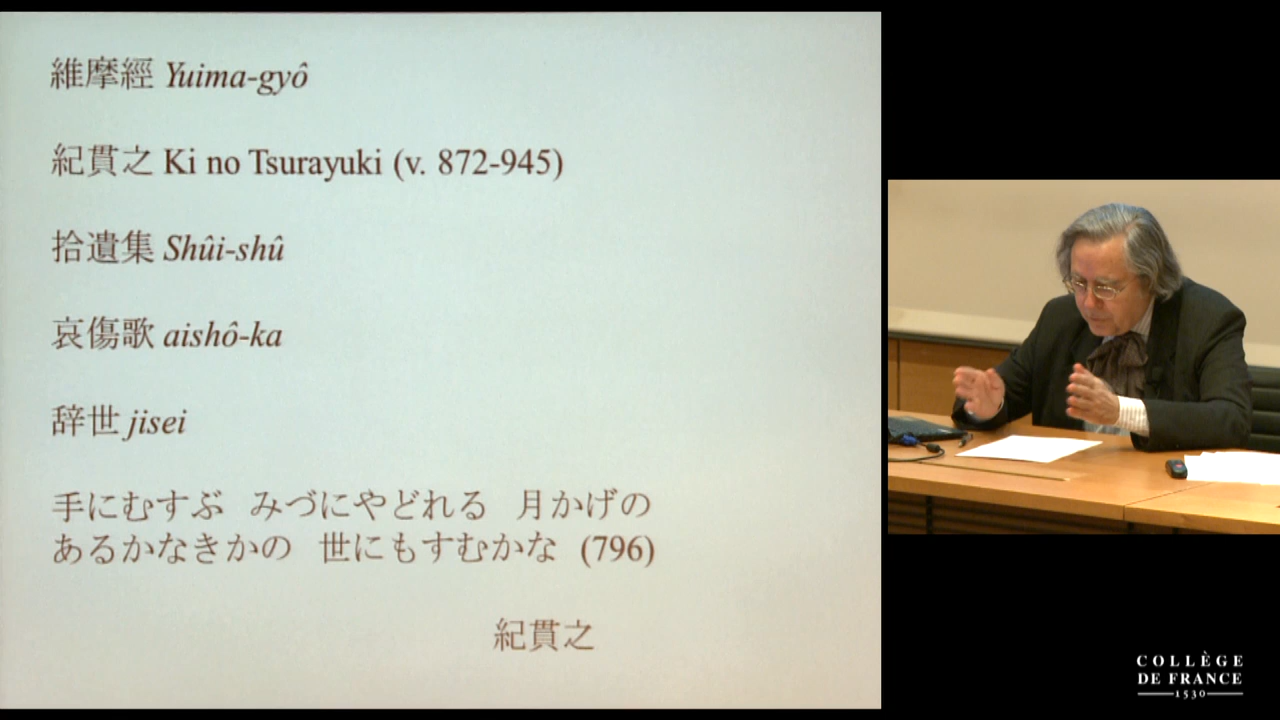 維摩經 Yuima-gyô
紀貫之 Ki no Tsurayuki (v. 872-945)
拾遺集 Shûi-shû
哀傷歌 aishô-ka
辞世 jisei
手にむすぶ みづにやどれる 月かげの
あるかなきかの 世にもすむかな (796)
紀貫之
COLLÈGE
DE FRANCE
1530